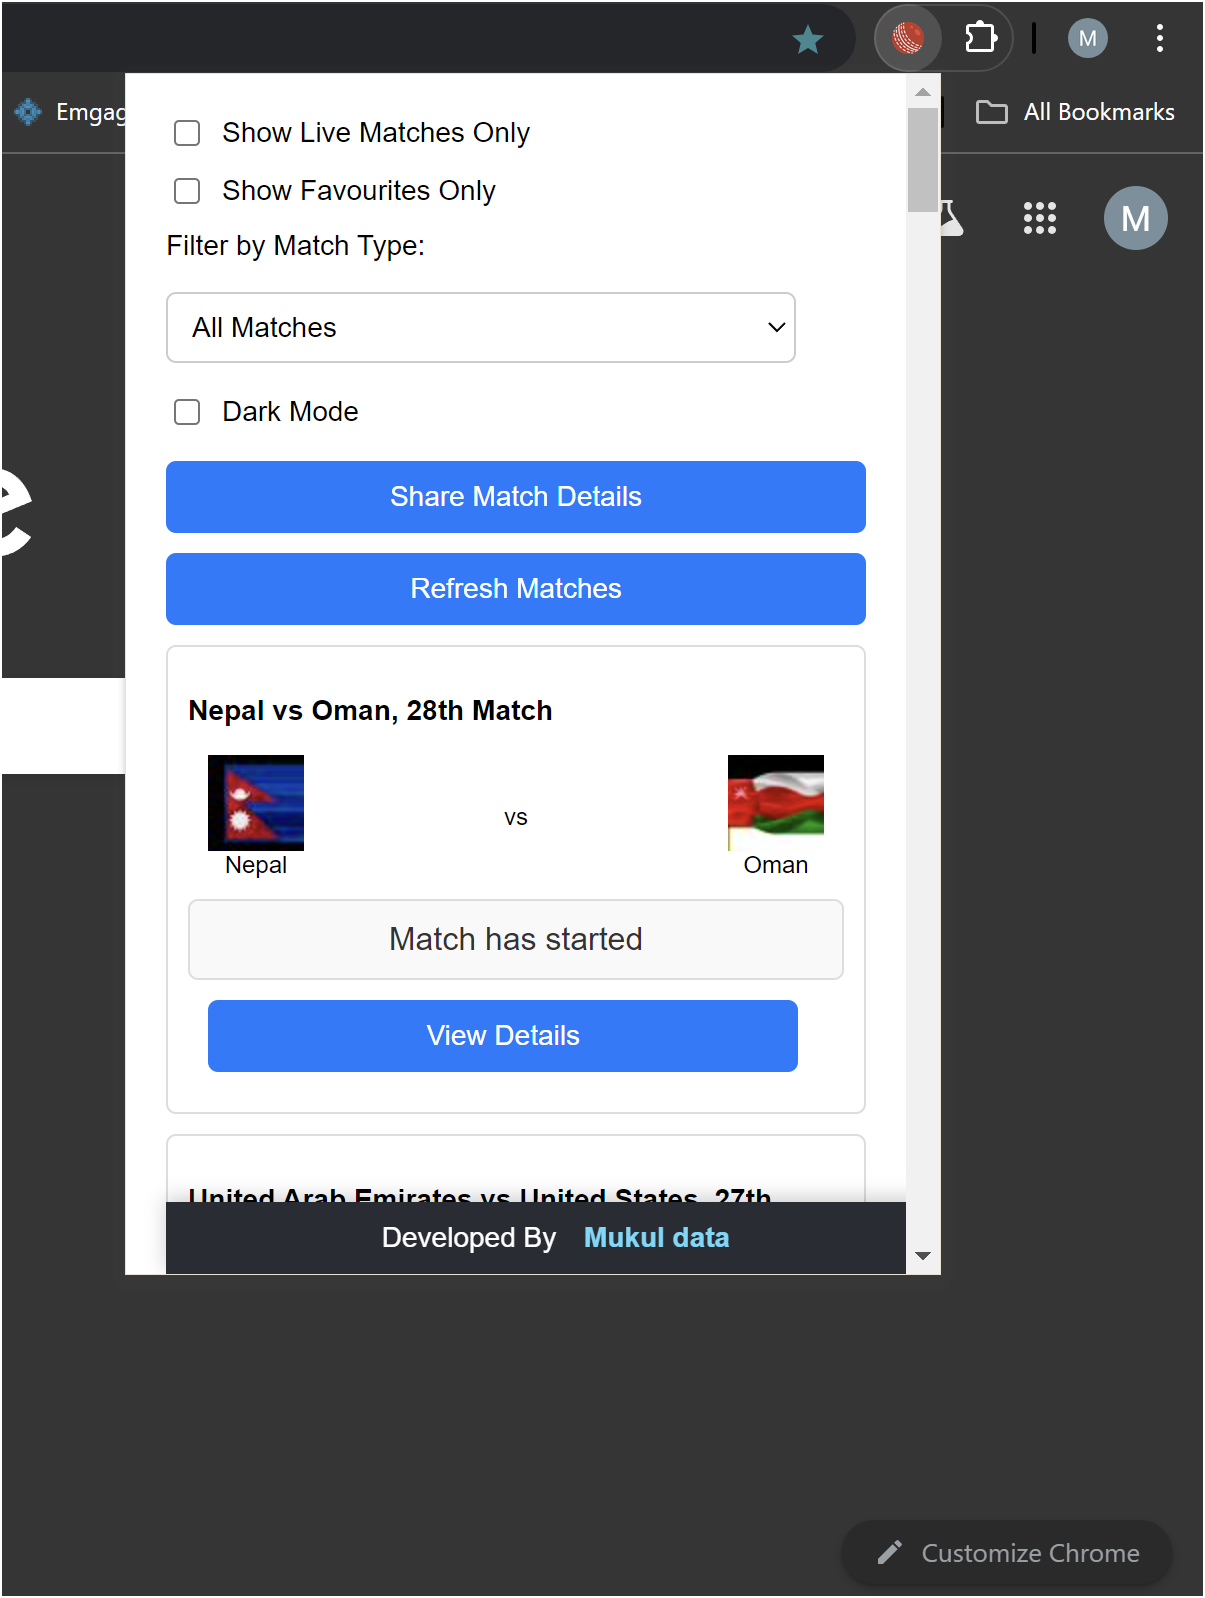 M
Emgag
All Bookmarks
Show Live Matches Only
Show Favourites Only
M
Filter by Match Type:
All Matches
Dark Mode
e
Share Match Details
Refresh Matches
Nepal vs Oman, 28th Match
vs
Nepal
Oman
Match has started
View Details
United Arab Emirates vs United States, 27th
Developed By Mukul data
Customize Chrome